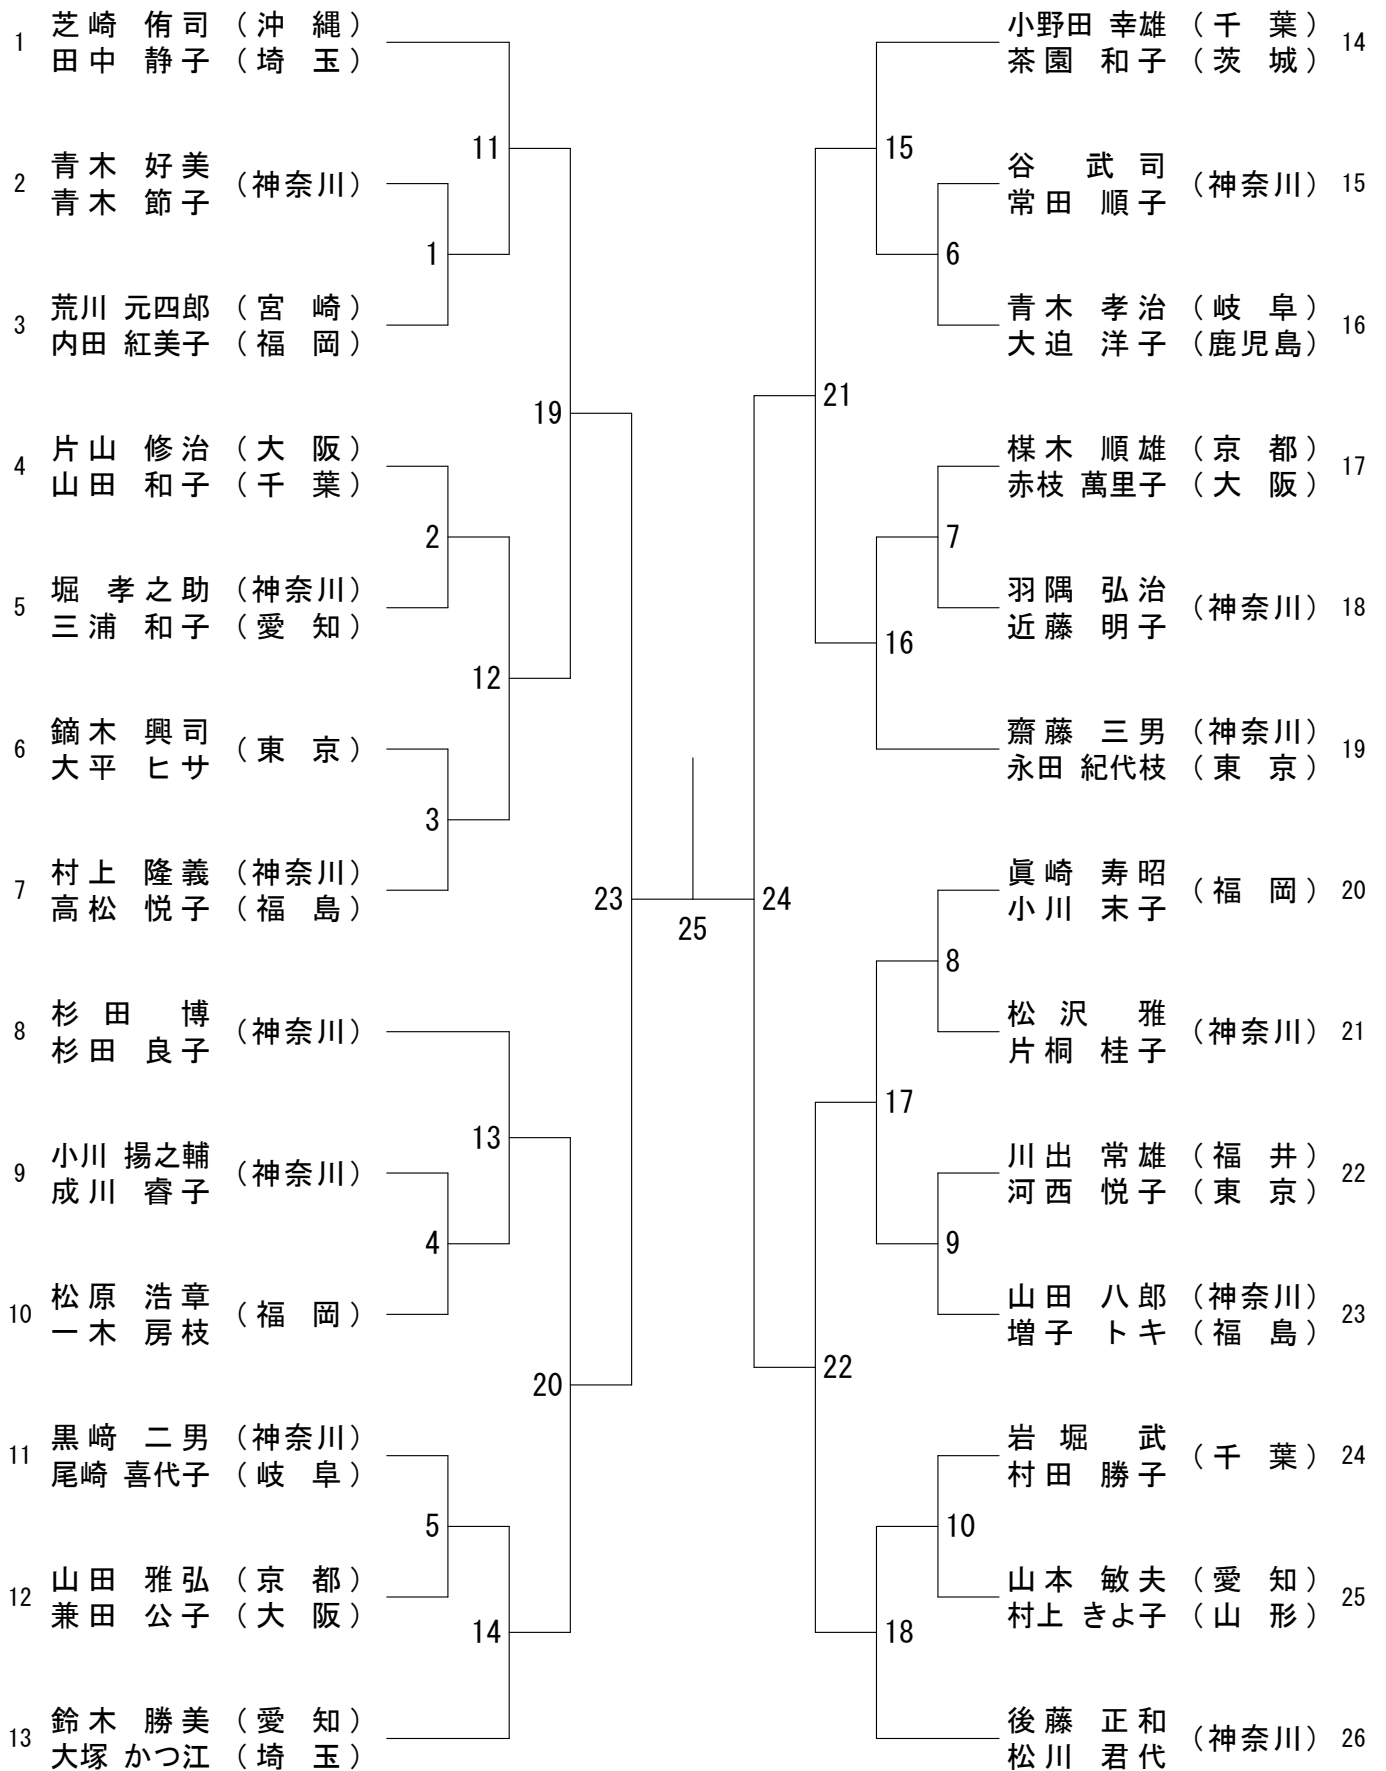 1 芝崎 侑司 (沖縄)
田中 静子 (埼玉)
2 青木 好美 (神奈川)
青木 節子
3 荒川 元四郎 (宮崎)
内田 紅美子 (福岡)
4 片山 修治 (大阪)
山田 和子 (千葉)
5 堀 孝之助 (神奈川)
三浦 和子 (愛知)
6 鏑木 興司 (東京)
大平 ヒサ
7 村上 隆義 (神奈川)
高松 悦子 (福島)
8 杉田 博 (神奈川)
杉田 良子
9 小川 揚之輔 (神奈川)
成川 睿子
10 松原 浩章 (福岡)
一木 房枝
11 黒﨑 二男 (神奈川)
尾崎 喜代子 (岐阜)
12 山田 雅弘 (京都)
兼田 公子 (大阪)
13 鈴木 勝美 (愛知)
大塚 かつ江 (埼玉)
1
2
3
4
5
11
12
13
14
19
20
23
25
24
21
22
15
16
17
18
6
7
8
9
10
小野田 幸雄 (千葉) 14
茶園 和子 (茨城)
谷 武司 (神奈川) 15
常田 順子
青木 孝治 (岐阜) 16
大迫 洋子 (鹿児島)
楳木 順雄 (京都) 17
赤枝 萬里子 (大阪)
羽隅 弘治 (神奈川) 18
近藤 明子
齋藤 三男 (神奈川) 19
永田 紀代枝 (東京)
眞崎 寿昭 (福岡) 20
小川 末子
松沢 雅 (神奈川) 21
片桐 桂子
川出 常雄 (福井) 22
河西 悦子 (東京)
山田 八郎 (神奈川) 23
増子 トキ (福島)
岩堀 武 (千葉) 24
村田 勝子
山本 敏夫 (愛知) 25
村上 きよ子 (山形)
後藤 正和 (神奈川) 26
松川 君代